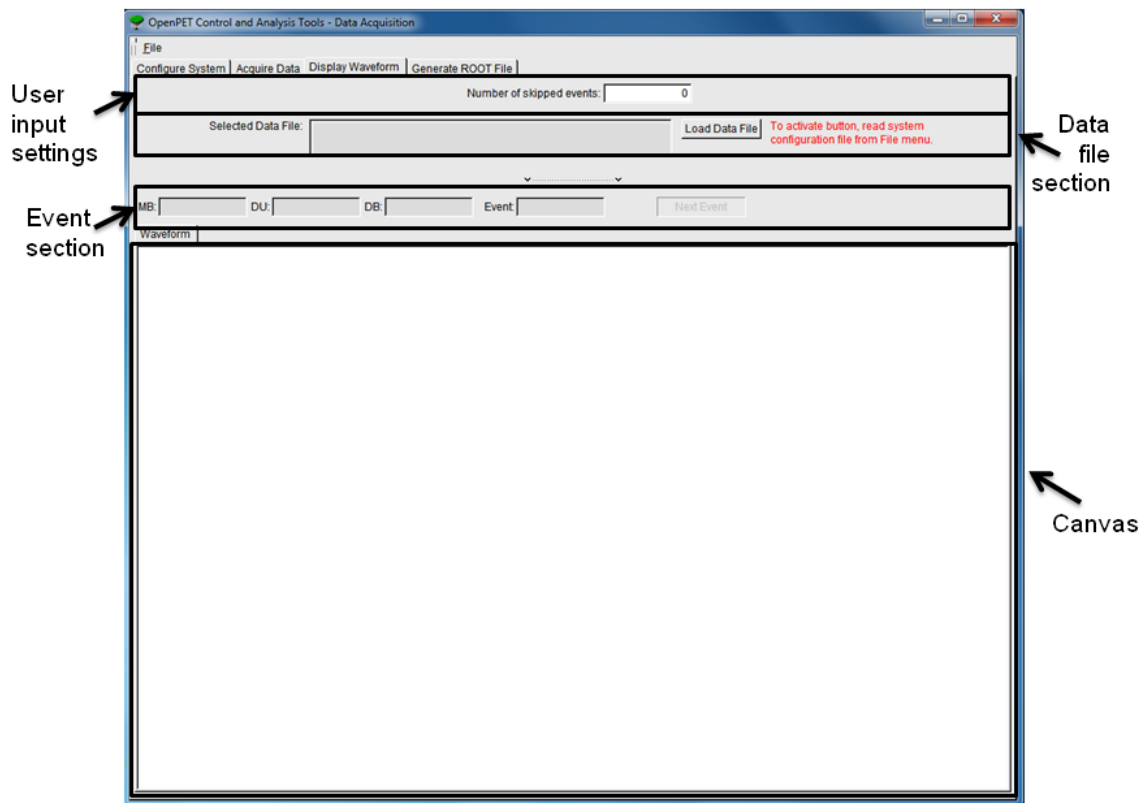 OpenPET Control and Analysis Tools - Data Acquisition
File
Configure System Acquire Data Display Waveform Generate ROOT File
User
input
settings
Number of skipped events: 0
Selected Data File: Load Data File To activate button, read system
configuration file from File menu.
Data
file
section
Event
section
MB: DU: DB: Event: Next Event
Waveform
Canvas